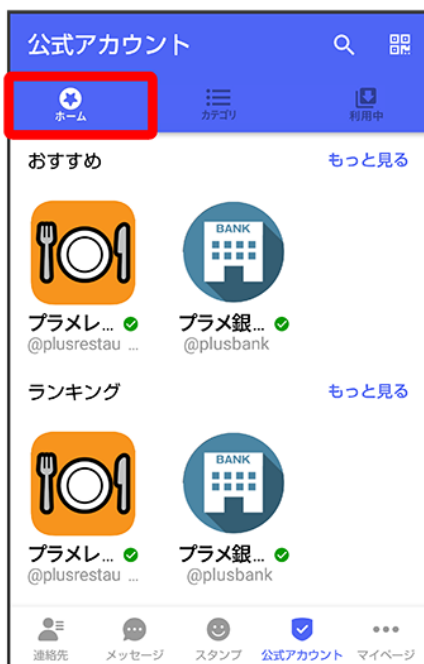 公式アカウント
ホーム
カテゴリ
利用中
おすすめ
もっと見る
BANK
プラメレ...
プラメ銀...
@plusrestau ...
@plusbank
ランキング
もっと見る
BANK
プラメレ...
プラメ銀...
@plusrestau ...
@plusbank
連絡先
メッセージ
スタンプ
公式アカウント
マイページ